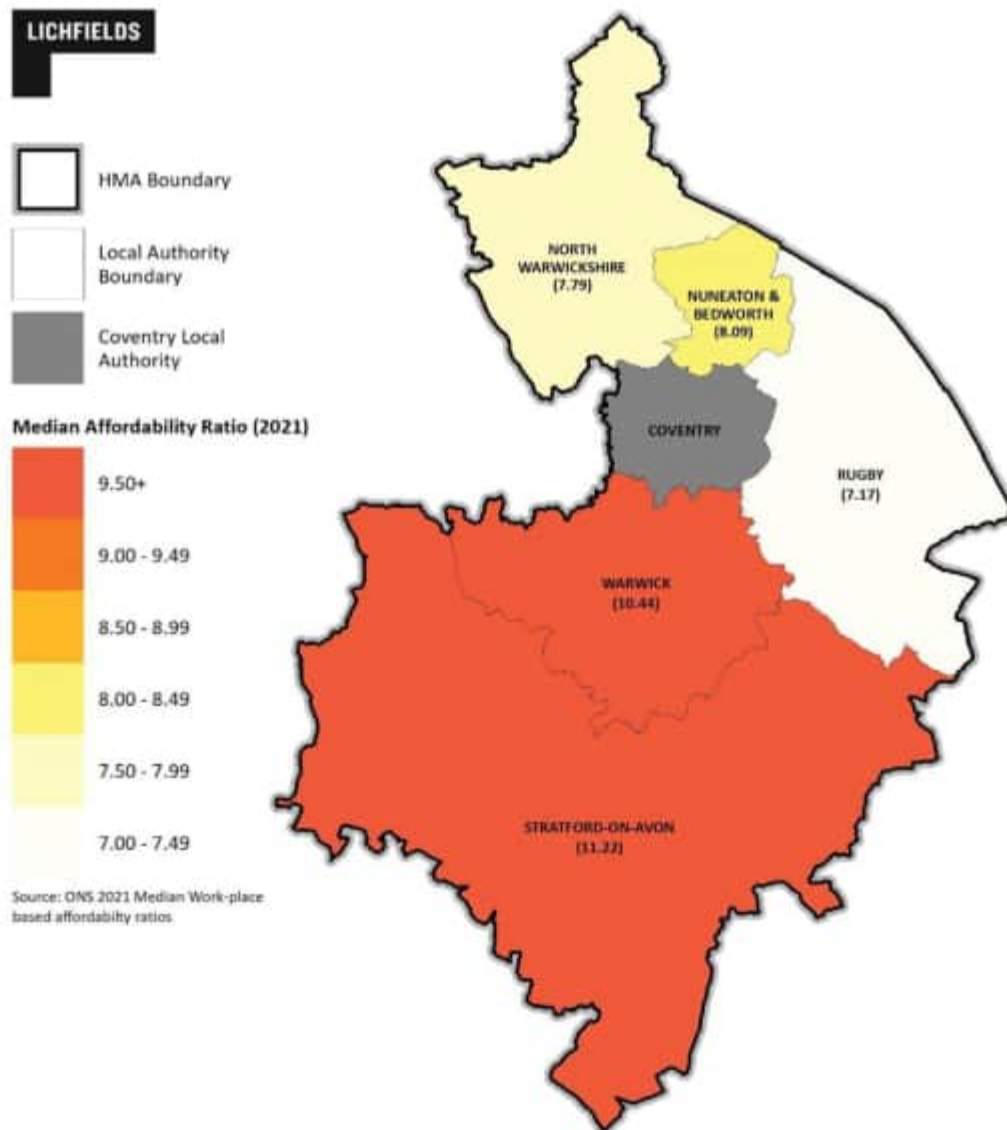 LICHFIELDS
HMA Boundary
Local Authority
Boundary
Coventry Local
Authority
Median Affordability Ratio (2021)
9.50+
9.00 - 9.49
8.50 - 8.99
8.00 - 8.49
7.50 - 7.99
7.00 - 7.49
Source: ONS 2021 Median Work-place
based affordabilty ratios
NORTH
WARWICKSHIRE
(7.79)
NUNEATON &
BEDWORTH
(8.09)
COVENTRY
RUGBY
(7.17)
WARWICK
(10.44)
STRATFORD-ON-AVON
(11.22)